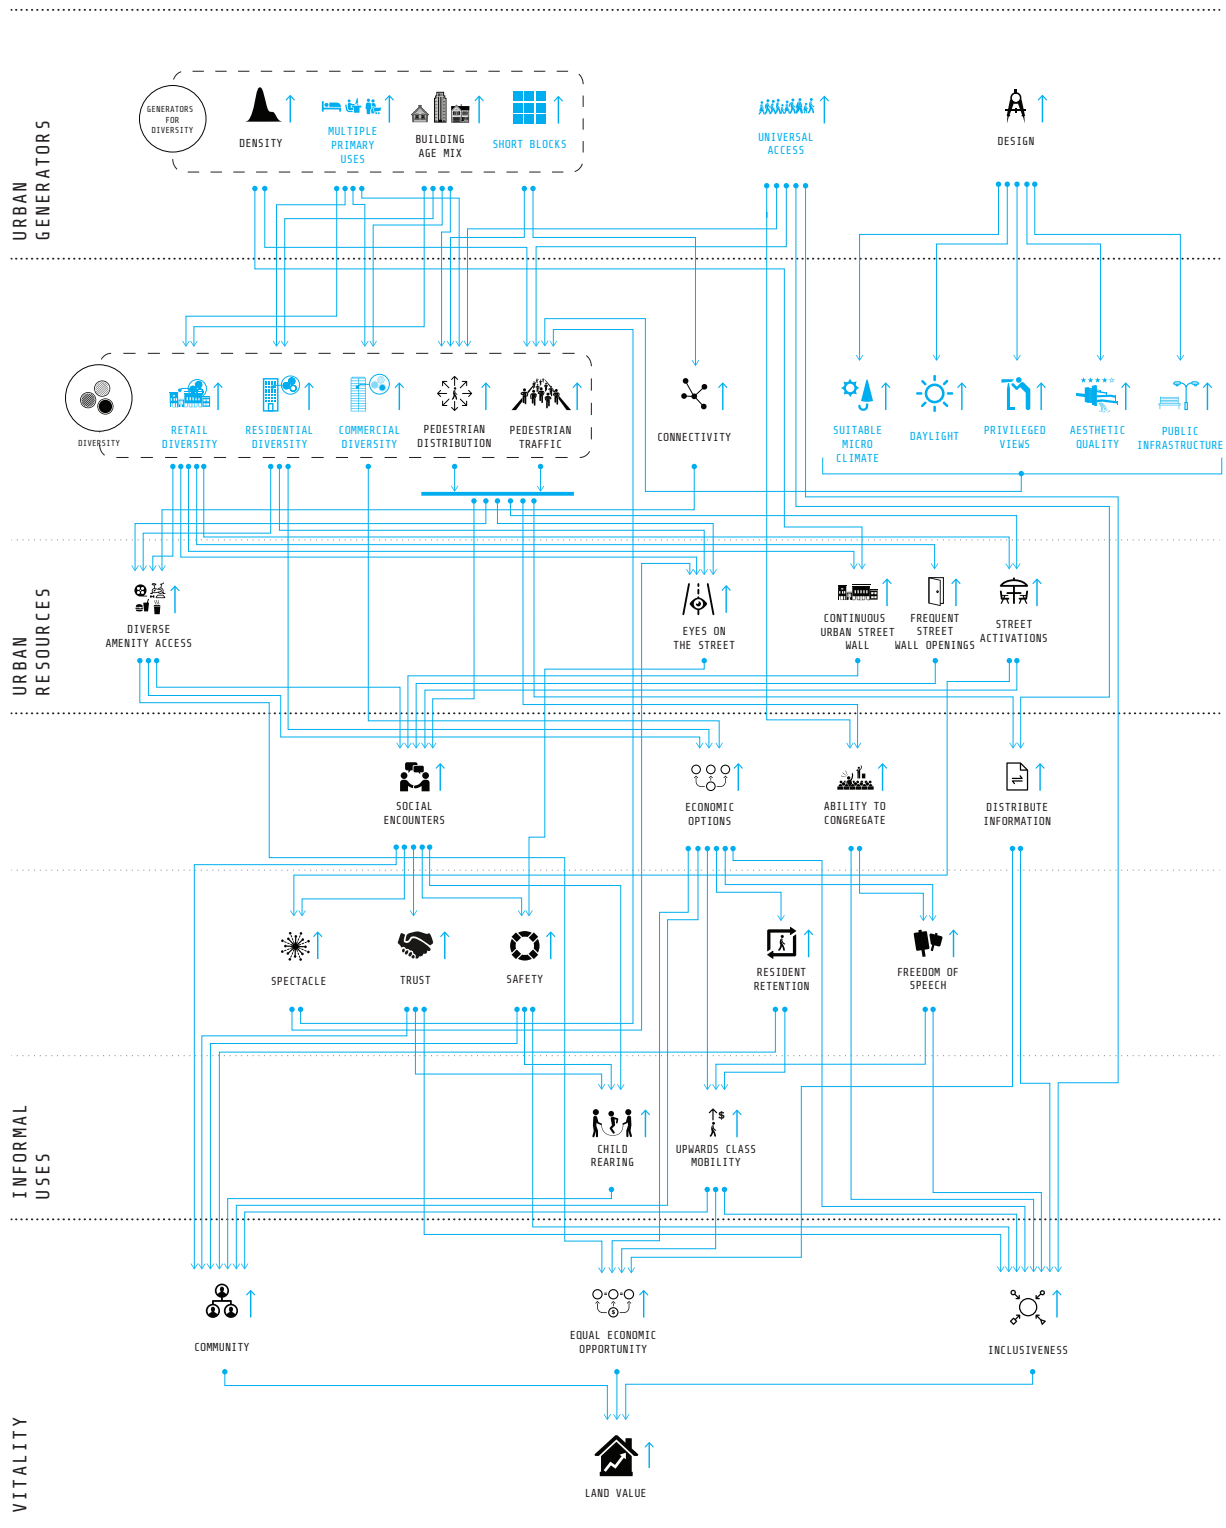 URBAN
GENERATORS
GENERATORS
FOR
DIVERSITY
DENSITY
MULTIPLE
PRIMARY
USES
BUILDING
AGE MIX
SHORT BLOCKS
UNIVERSAL
ACCESS
DESIGN
DIVERSITY
RETAIL
DIVERSITY
RESIDENTIAL
DIVERSITY
COMMERCIAL
DIVERSITY
PEDESTRIAN
DISTRIBUTION
PEDESTRIAN
TRAFFIC
CONNECTIVITY
SUITABLE
MICRO
CLIMATE
DAYLIGHT
PRIVILEGED
VIEWS
AESTHETIC
QUALITY
PUBLIC
INFRASTRUCTURE
URBAN
RESOURCES
DIVERSE
AMENITY ACCESS
EYES ON
THE STREET
CONTINUOUS
URBAN STREET
WALL
FREQUENT
STREET
WALL OPENINGS
STREET
ACTIVATIONS
SOCIAL
ENCOUNTERS
ECONOMIC
OPTIONS
ABILITY TO
CONGREGATE
DISTRIBUTE
INFORMATION
SPECTACLE
TRUST
SAFETY
RESIDENT
RETENTION
FREEDOM OF
SPEECH
INFORMAL
USES
$
CHILD
REARING
UPWARDS CLASS
MOBILITY
$
COMMUNITY
EQUAL ECONOMIC
OPPORTUNITY
INCLUSIVENESS
VITALITY
LAND VALUE